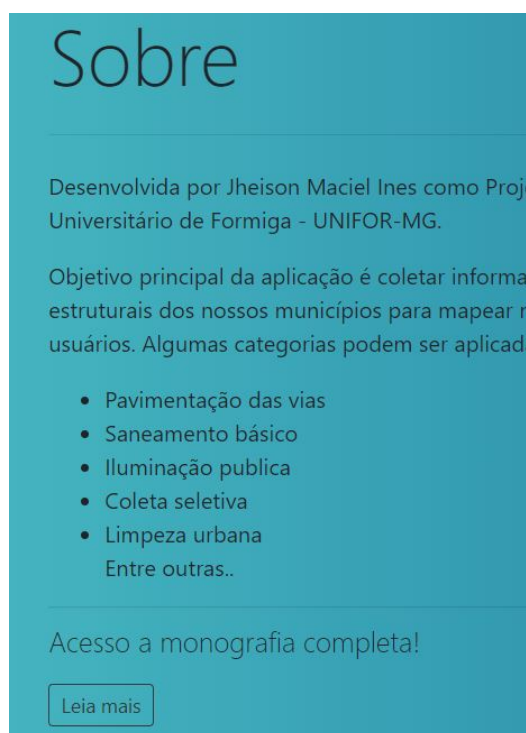 Sobre
Desenvolvida por Jheison Maciel Ines como Proj
Universitário de Formiga - UNIFOR-MG.
Objetivo principal da aplicação é coletar informa
estruturais dos nossos municípios para mapear
usuários. Algumas categorias podem ser aplicad
Pavimentação das vias
Saneamento básico
Iluminação publica
Coleta seletiva
Limpeza urbana
Entre outras..
Acesso a monografia completa!
Leia mais